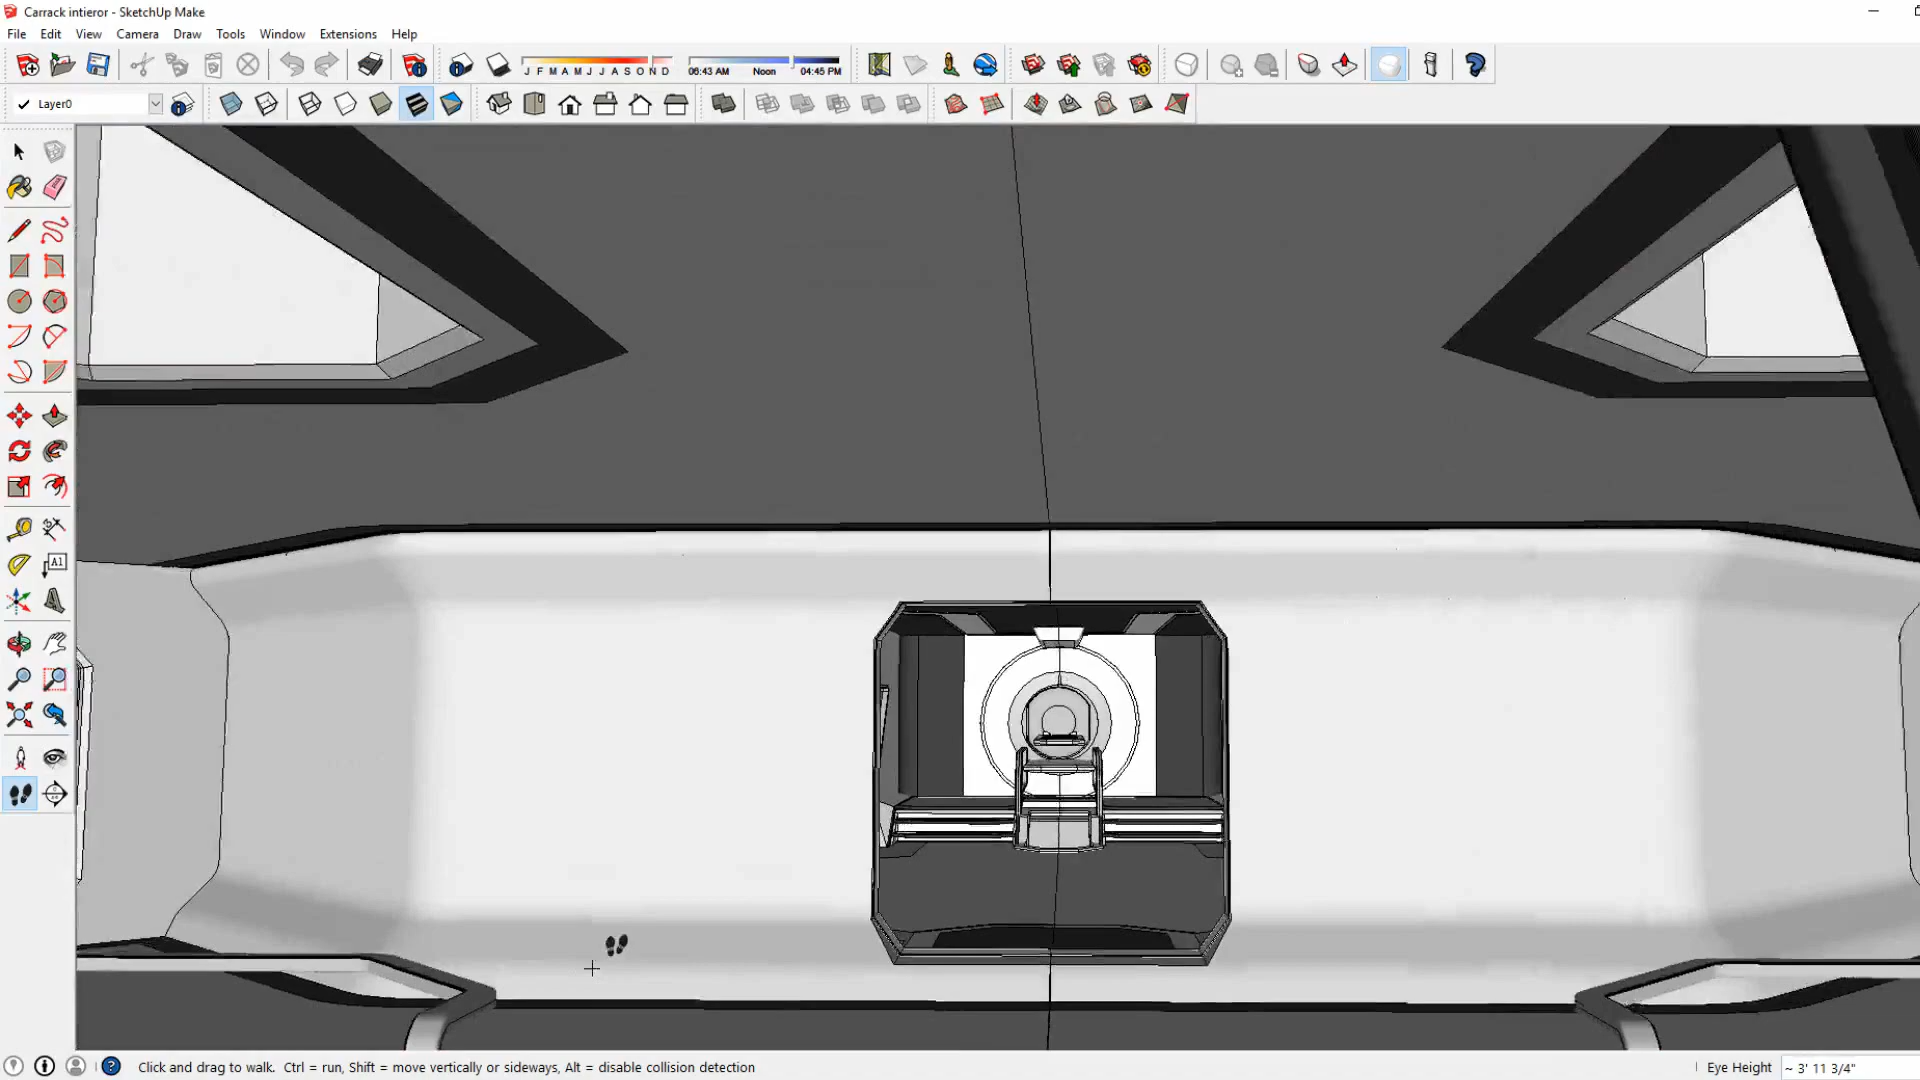 Carrack intieror - SketchUp Make
File Edit View Camera Draw Tools Window Extensions Help
J F M A M J J A S O N D 06:43 AM Noon 04:45 PM
Layer0
A1
Click and drag to walk. Ctrl = run, Shift = move vertically or sideways, Alt = disable collision detection
Eye Height ~ 3' 11 3/4"